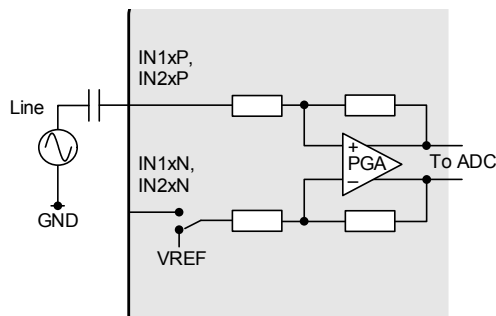 IN1xP,
IN2xP
Line
+
PGA
−
To ADC
IN1xN,
IN2xN
GND
VREF